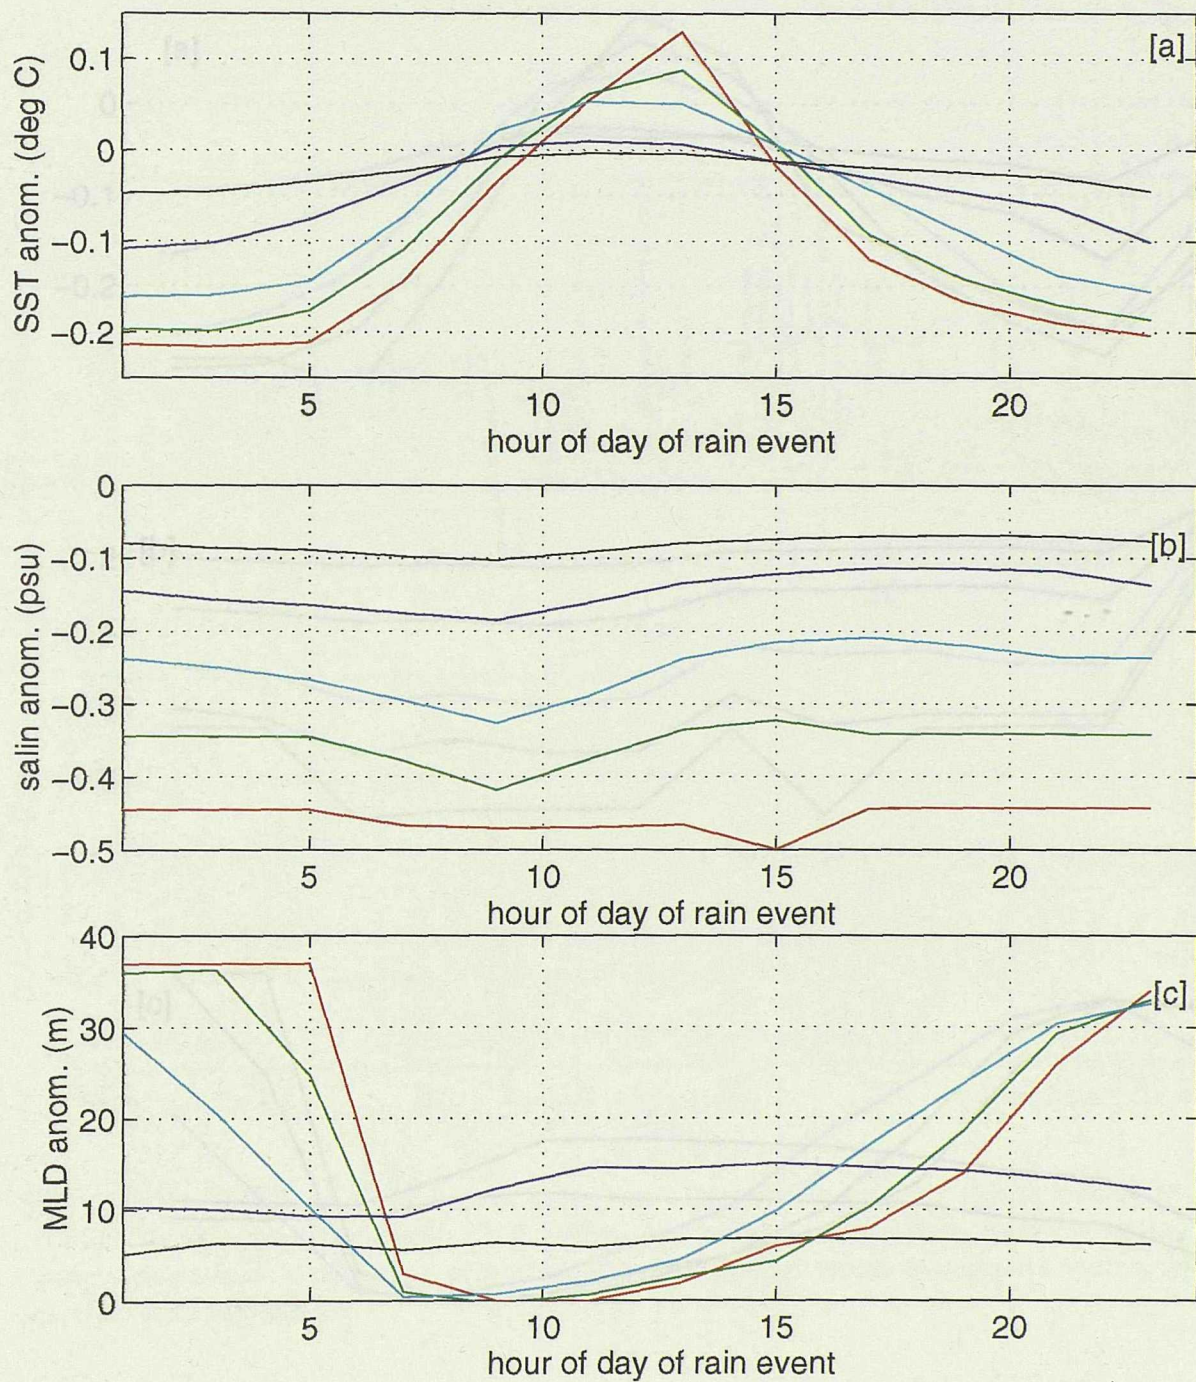 [a]
SST anom. (deg C)
0.1
0
−0.1
−0.2
5 10 15 20
hour of day of rain event
[b]
salin anom. (psu)
0
−0.1
−0.2
−0.3
−0.4
−0.5
5 10 15 20
hour of day of rain event
[c]
MLD anom. (m)
40
30
20
10
0
5 10 15 20
hour of day of rain event